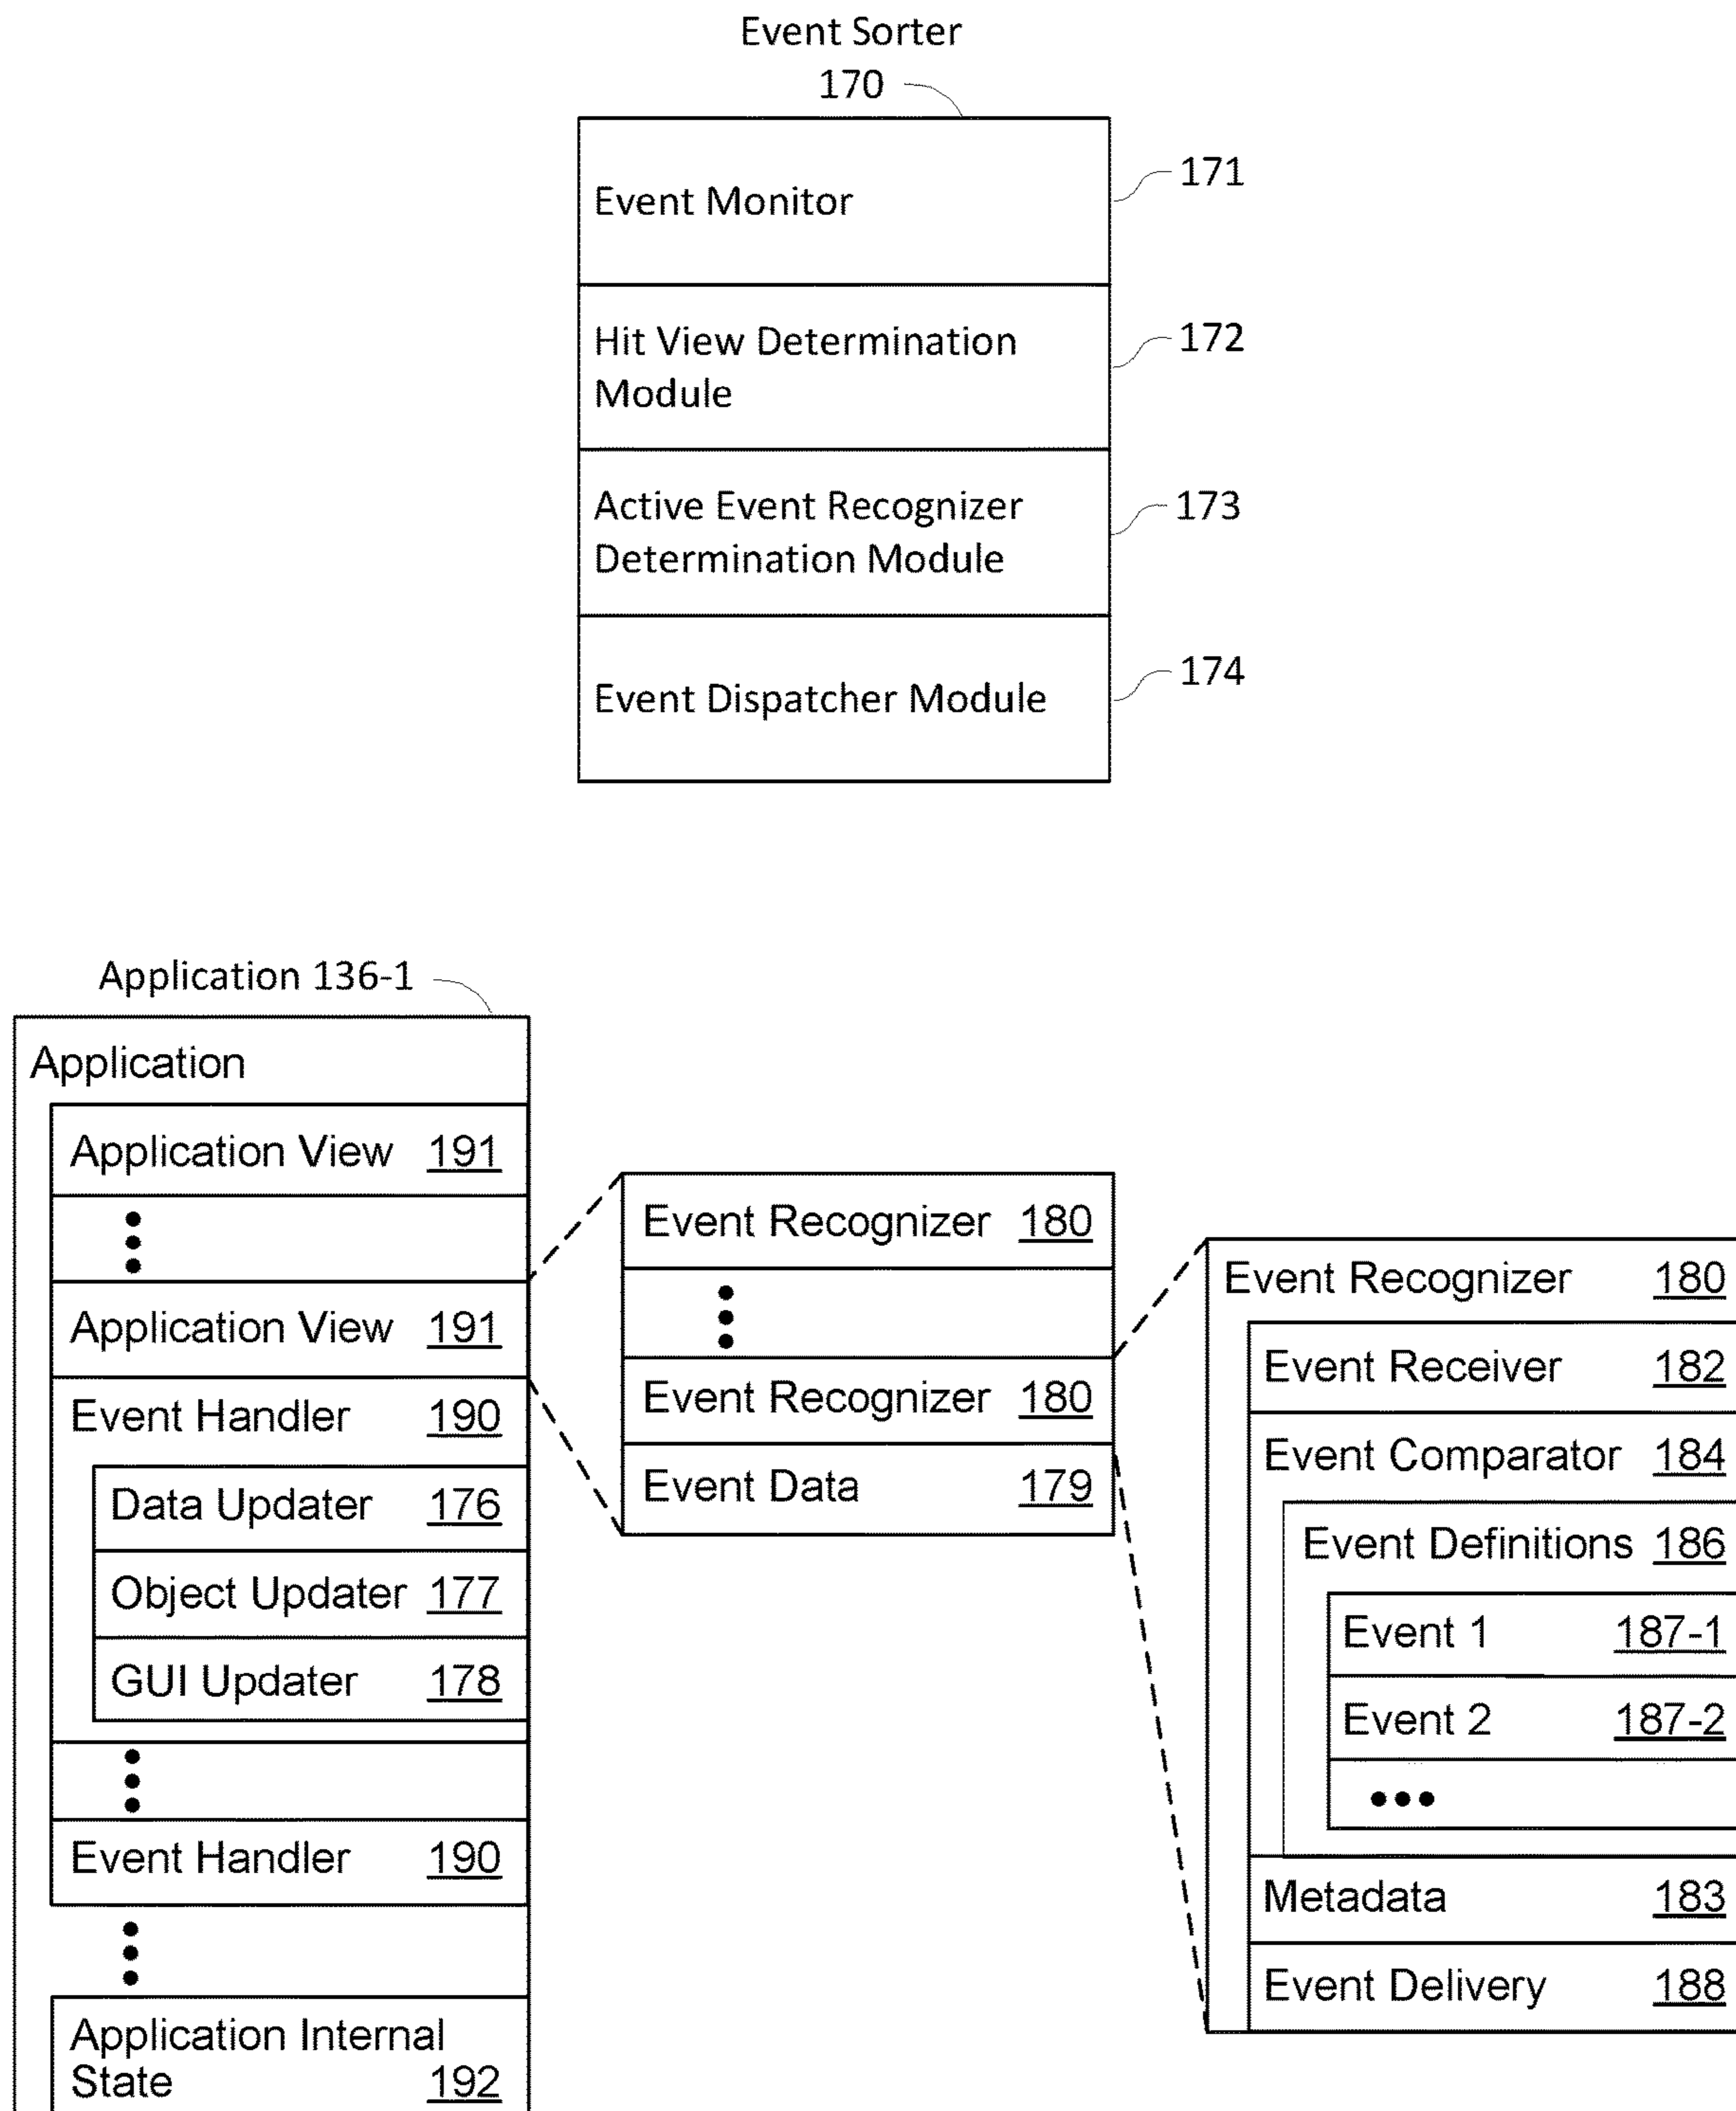 Event Sorter
170
Event Monitor
171
Hit View Determination
Module
172
Active Event Recognizer
Determination Module
173
Event Dispatcher Module
174
Application 136-1
Application
Application View 191
Application View 191
Event Handler 190
Data Updater 176
Object Updater 177
GUI Updater 178
Event Handler 190
Application Internal
State 192
Event Recognizer 180
Event Recognizer 180
Event Data 179
Event Recognizer 180
Event Receiver 182
Event Comparator 184
Event Definitions 186
Event 1 187-1
Event 2 187-2
Metadata 183
Event Delivery 188